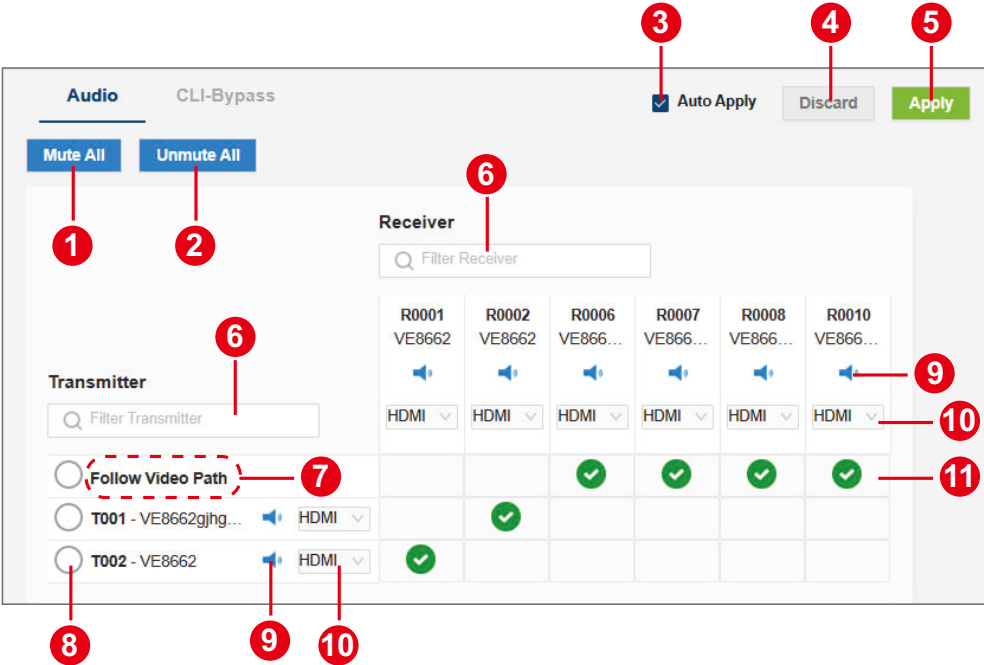 3 4 5
Audio CLI-Bypass Auto Apply Discard Apply
Mute All Unmute All
6
1 2 Receiver
Filter Receiver
R0001 R0002 R0006 R0007 R0008 R0010
6 VE8662 VE8662 VE866... VE866... VE866... VE866...
Transmitter 9
Filter Transmitter HDMI HDMI HDMI HDMI HDMI HDMI 10
Follow Video Path 7 11
T001 - VE8662gjhg... HDMI
T002 - VE8662 HDMI
8 9 10